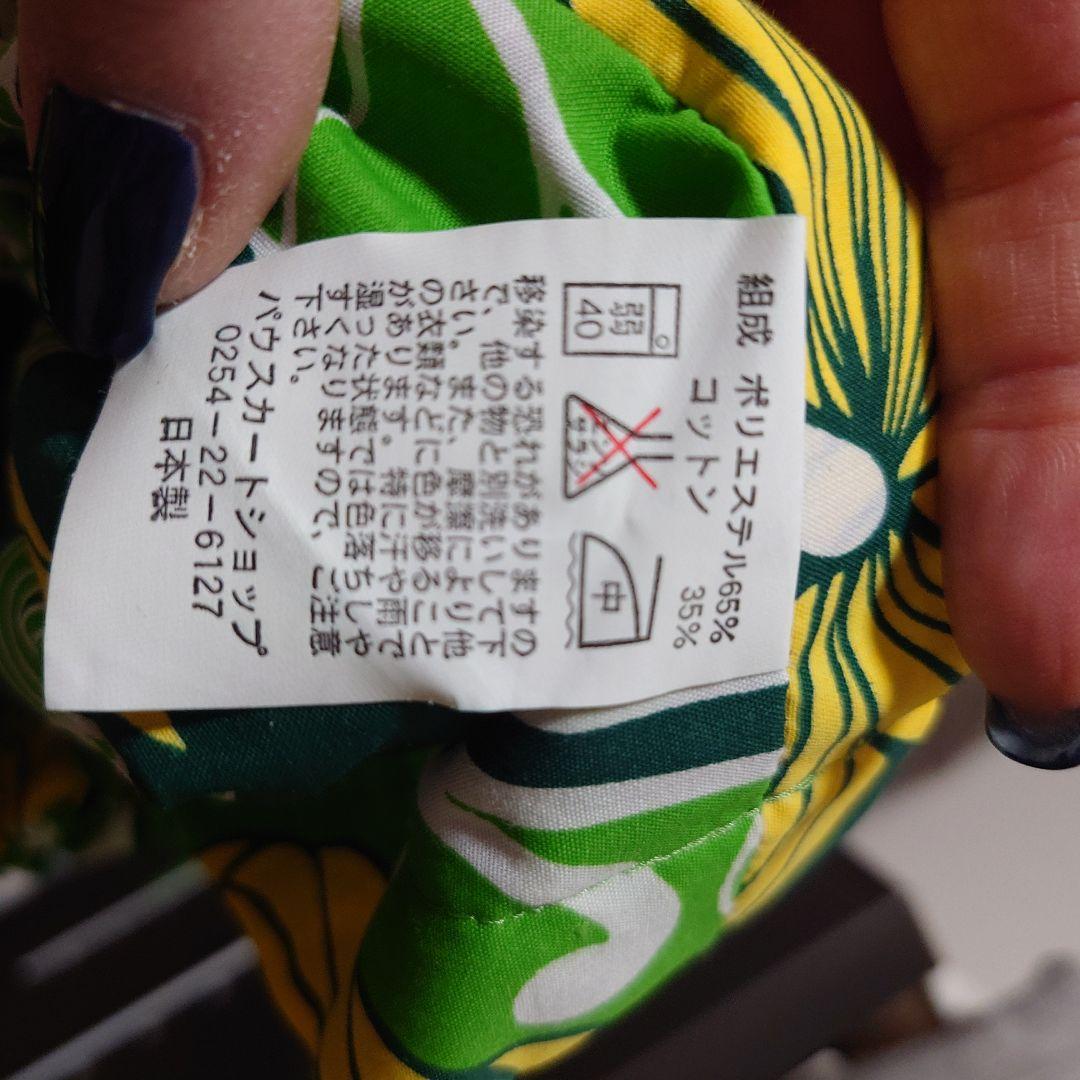 組成 ポリエステル65%
コットン 35%
弱
40
エンソ
サラシ
中
移染する恐れがありますの
で、他の物と別洗いして下
さい。また、摩擦により他
の衣類などに色が移ること
があります。特に汗や雨で
湿った状態では色落ちしや
すくなりますので、ご注意
下さい。
パウスカートショップ
0254-22-6127
日本製